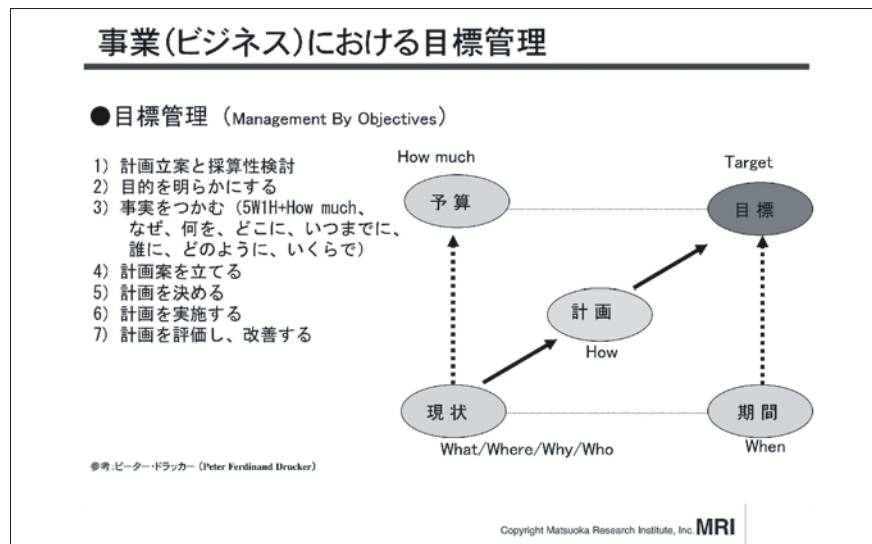 事業（ビジネス）における目標管理
●目標管理（Management By Objectives）
1）計画立案と採算性検討
2）目的を明らかにする
3）事実をつかむ（5W1H+How much、
なぜ、何を、どこに、いつまでに、
誰に、どのように、いくらで）
4）計画案を立てる
5）計画を決める
6）計画を実施する
7）計画を評価し、改善する
How much
予算
Target
目標
計画
How
現状
What/Where/Why/Who
期間
When
参考：ピーター・ドラッカー（Peter Ferdinand Drucker）
Copyright Matsuoka Research Institute, Inc. MRI